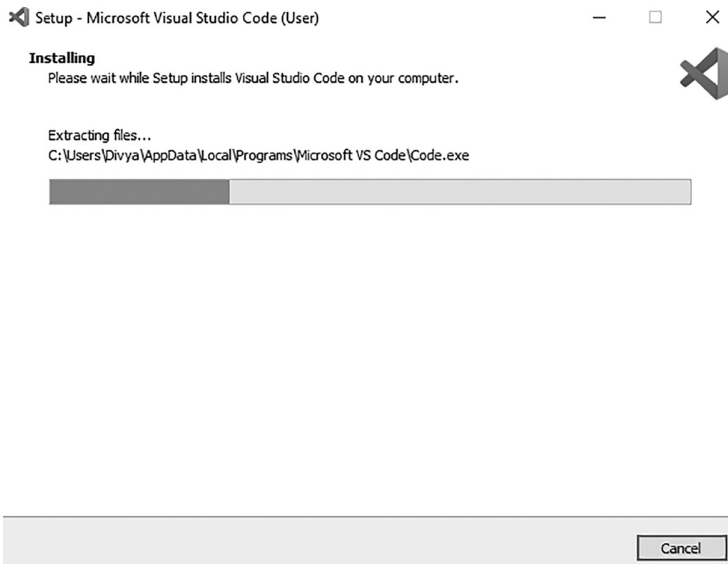 Setup - Microsoft Visual Studio Code (User)
Installing
Please wait while Setup installs Visual Studio Code on your computer.
Extracting files...
C:\Users\Divya\AppData\Local\Programs\Microsoft VS Code\Code.exe
Cancel